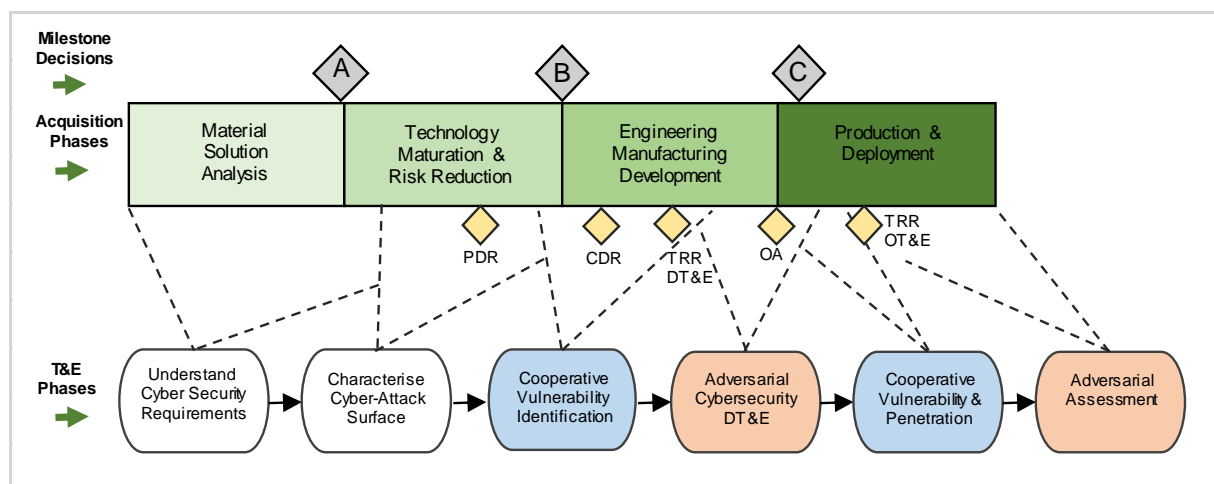 Milestone
Decisions
A
B
C
Acquisition
Phases
Material
Solution
Analysis
Technology
Maturation &
Risk Reduction
Engineering
Manufacturing
Development
Production &
Deployment
PDR
CDR
TRR
DT&E
OA
TRR
OT&E
T&E
Phases
Understand
Cyber Security
Requirements
Characterise
Cyber-Attack
Surface
Cooperative
Vulnerability
Identification
Adversarial
Cybersecurity
DT&E
Cooperative
Vulnerability &
Penetration
Adversarial
Assessment